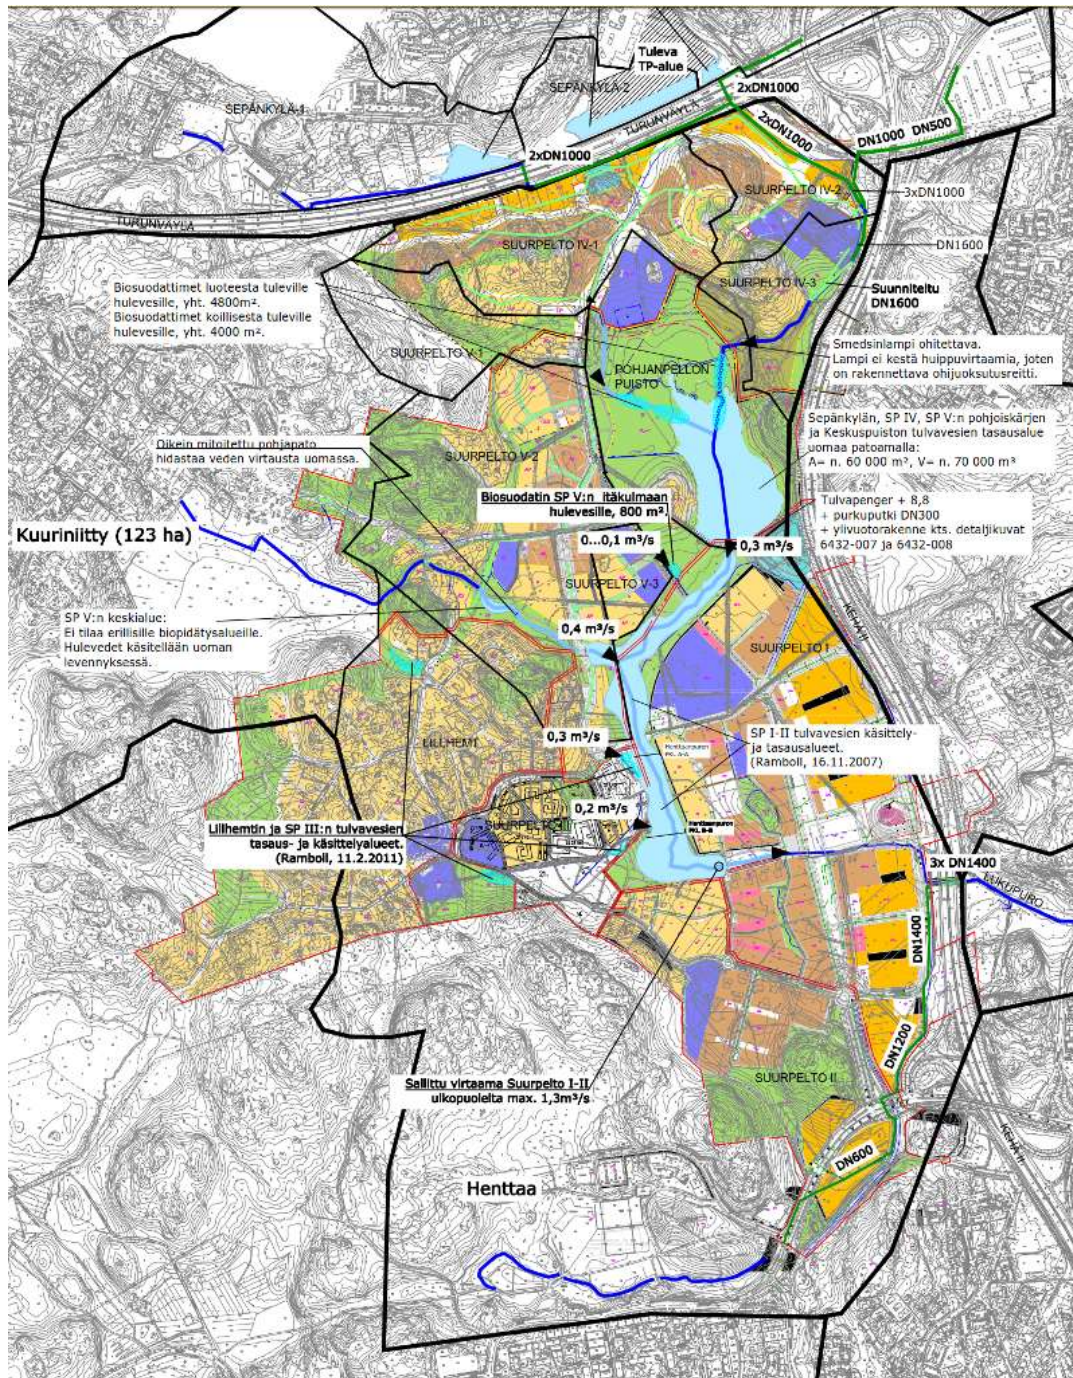 Tuleva
TP-alue
SEPÄNKYLÄ-2
SEPÄNKYLÄ-1
2xDN1000
TURUNVÄYLÄ
2xDN1000
DN1000 DN500
2xDN1000
SUURPELTO IV-2
3xDN1000
TURUNVÄYLÄ
SUURPELTO IV-1
DN1600
SUURPELTO IV-3
Suunniteltu
DN1600
Biosuodattimet luoteesta tuleville
hulevesille, yht. 4800m².
Biosuodattimet koillisesta tuleville
hulevesille, yht. 4000 m².
Smedsinlampi ohitettava.
Lampi ei kestä huippuvirtaamia, joten
on rakennettava ohijuoksutusreitti.
SUURPELTO V-1
POHJANPELLON
PUISTO
Sepänkylän, SP IV, SP V:n pohjoiskärjen
ja Keskuspuiston tulvavesien tasausalue
uomaa patoamalla:
A= n. 60 000 m², V= n. 70 000 m³
Oikein mitoitettu pohjapato
hidastaa veden virtausta uomassa.
SUURPELTO V-2
Biosuodatin SP V:n itäkulmaan
hulevesille, 800 m².
Tulvapenger + 8,8
+ purkuputki DN300
+ ylivuotorakenne kts. detaljikuvat
6432-007 ja 6432-008
Kuuriniitty (123 ha)
0...0,1 m³/s
0,3 m³/s
SUURPELTO V-3
KEHÄ II
SP V:n keskialue:
Ei tilaa erillisille biopidätysalueille.
Hulevedet käsitellään uoman
levennyksessä.
0,4 m³/s
SUURPELTO I
LILLHEMT
0,3 m³/s
Henttaanpuron
PKL A-A
SP I-II tulvavesien käsittely-
ja tasausalueet.
(Ramboll, 16.11.2007)
0,2 m³/s
Henttaanpuron
PKL B-B
Lillhemtin ja SP III:n tulvavesien
tasaus- ja käsittelyalueet.
(Ramboll, 11.2.2011)
3x DN1400
LUKUPURO
DN1400
DN1200
SUURPELTO II
Sallittu virtaama Suurpelto I-II
ulkopuolelta max. 1,3m³/s
KEHÄ II
DN600
Henttaa